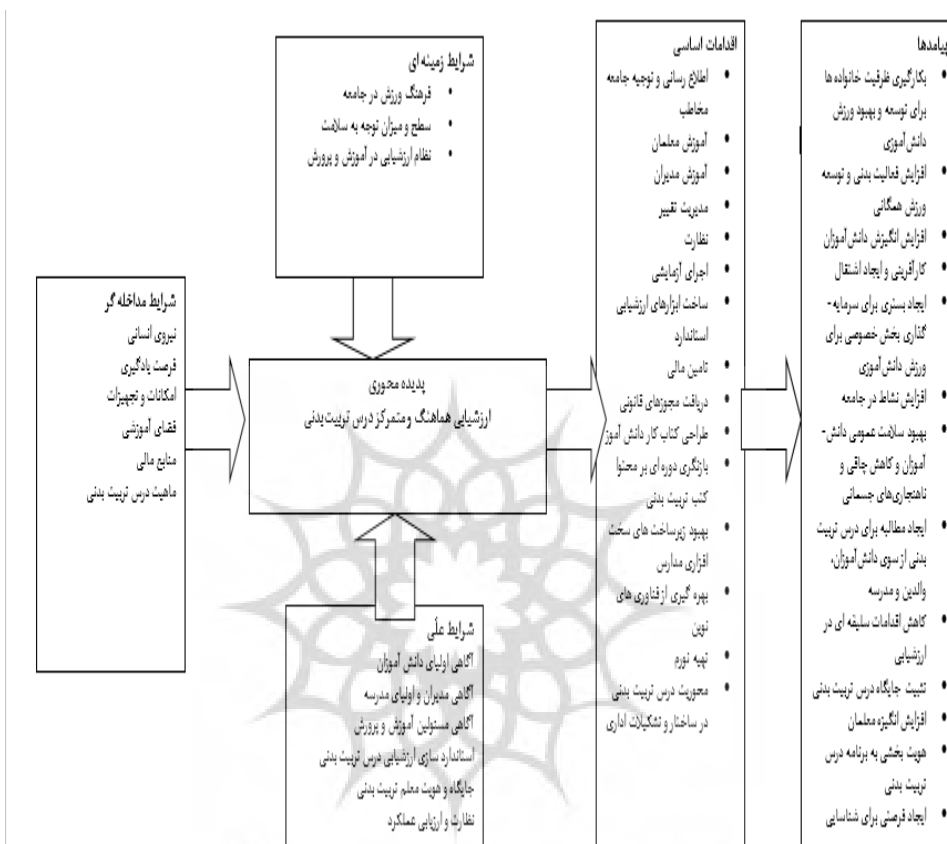 پیامدها
بکارگیری ظرفیت خانواده ها
برای توسعه و بهبود ورزش
دانش‌آموزی
افزایش فعالیت بدنی و توسعه
ورزش همگانی
افزایش انگیزش دانش‌آموزان
کارآفرینی و ایجاد اشتغال
ایجاد بستری برای سرمایه-
گذاری بخش خصوصی برای
ورزش دانش‌آموزی
افزایش نشاط در جامعه
بهبود سلامت عمومی دانش-
آموزان و کاهش چاقی و
ناهنجاری‌های جسمانی
ایجاد مطالبه برای درس تربیت
بدنی از سوی دانش‌آموزان،
والدین و مدرسه
کاهش اقدامات سلیقه ای در
ارزشیابی
تثبیت جایگاه درس تربیت بدنی
افزایش انگیزه معلمان
هویت بخشی به برنامه درس
تربیت بدنی
ایجاد فرصتی برای شناسایی
اقدامات اساسی
اطلاع رسانی و توجیه جامعه
مخاطب
آموزش معلمان
آموزش مدیران
مدیریت تغییر
نظارت
اجرای آزمایشی
ساخت ابزارهای ارزشیابی
استاندارد
تامین مالی
دریافت مجوزهای قانونی
طراحی کتاب کار دانش آموز
بازنگری دوره ای بر محتوا
کتب تربیت بدنی
بهبود زیرساخت های سخت
افزاری مدارس
بهره گیری از فناوری های
نوین
تهیه نورم
محوریت درس تربیت بدنی
در ساختار و تشکیلات اداری
شرایط زمینه ای
فرهنگ ورزش در جامعه
سطح و میزان توجه به سلامت
نظام ارزشیابی در آموزش و پرورش
پدیده محوری
ارزشیابی هماهنگ و متمرکز درس تربیت بدنی
شرایط علّی
آگاهی اولیای دانش آموزان
آگاهی مدیران و اولیای مدرسه
آگاهی مسئولین آموزش و پرورش
استاندارد سازی ارزشیابی درس تربیت بدنی
جایگاه و هویت معلم تربیت بدنی
نظارت و ارزیابی عملکرد
شرایط مداخله گر
نیروی انسانی
فرصت یادگیری
امکانات و تجهیزات
فضای آموزشی
منابع مالی
ماهیت درس تربیت بدنی